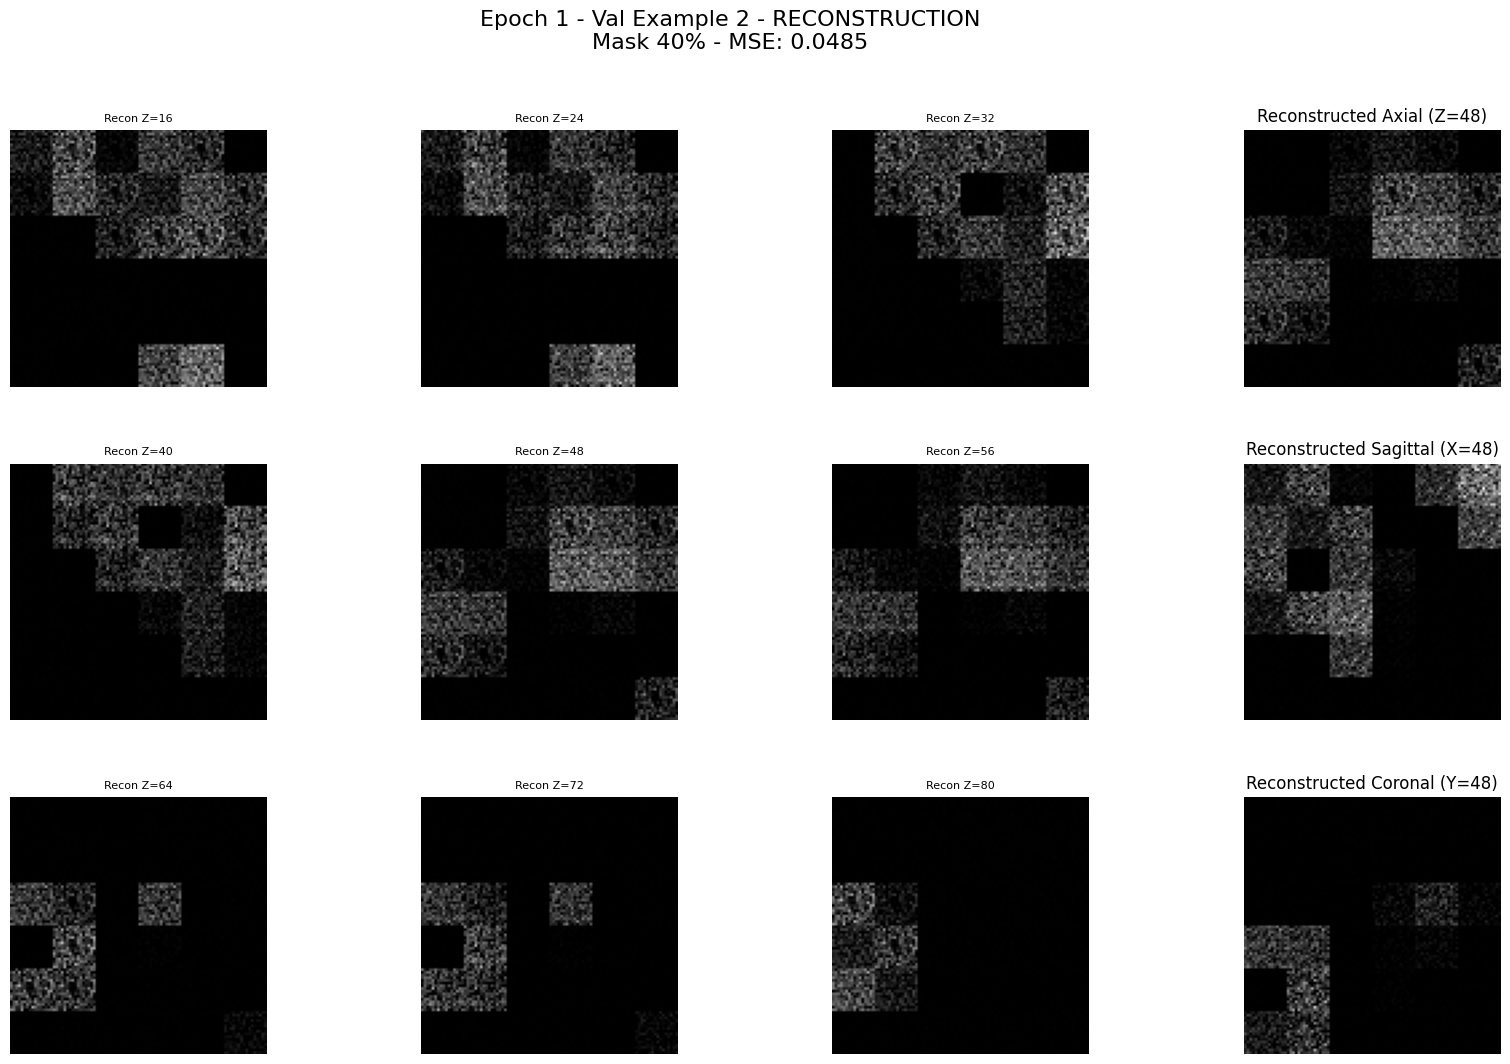 Epoch 1 - Val Example 2 - RECONSTRUCTION
Mask 40% - MSE: 0.0485
Recon Z=16
Recon Z=24
Recon Z=32
Reconstructed Axial (Z=48)
Recon Z=40
Recon Z=48
Recon Z=56
Reconstructed Sagittal (X=48)
Recon Z=64
Recon Z=72
Recon Z=80
Reconstructed Coronal (Y=48)